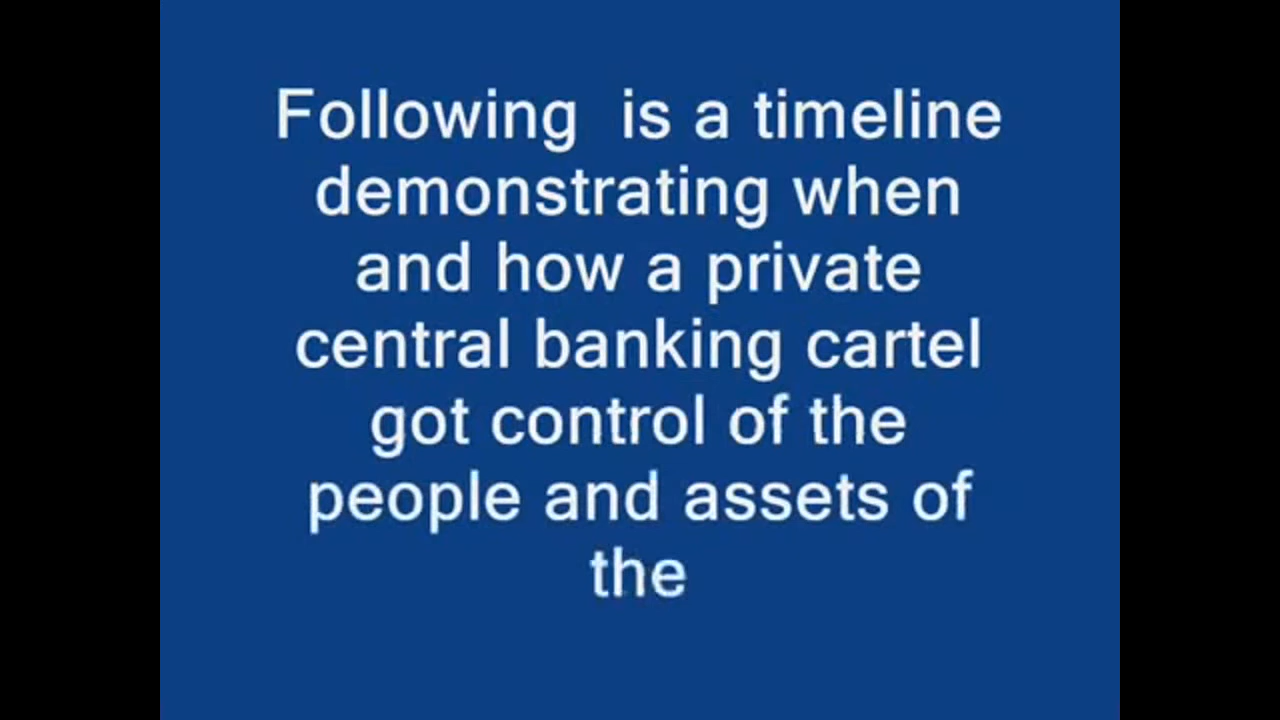 Following  is a timeline
demonstrating when
and how a private
central banking cartel
got control of the
people and assets of
the